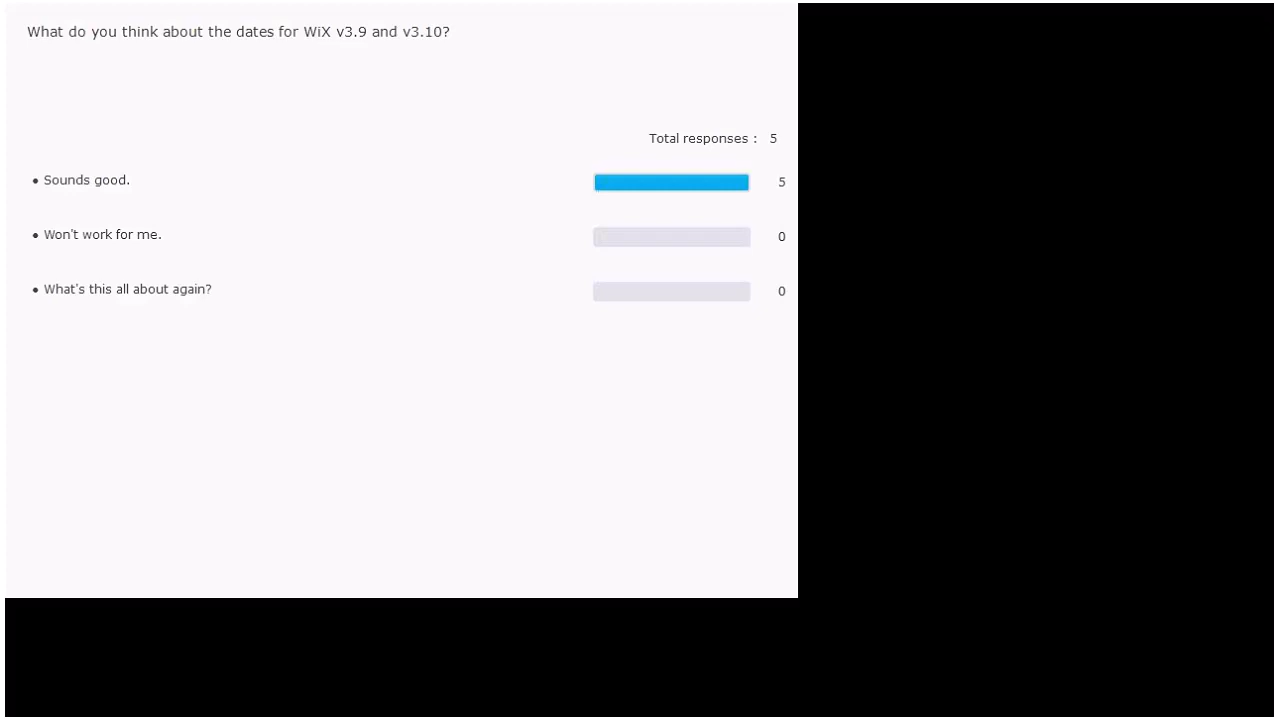 What do you think about the dates for WiX v3.9 and v3.10?
Total responses : 5
• Sounds good. 5
• Won't work for me. 0
• What's this all about again? 0